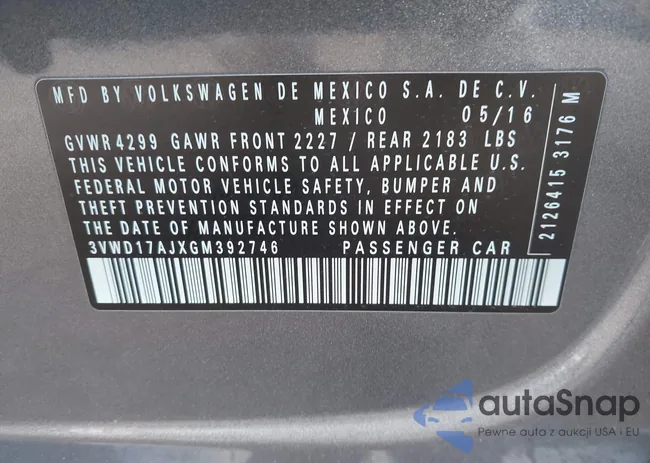 MFD BY VOLKSWAGEN DE MEXICO S.A. DE C.V.
MEXICO 05/16
GVWR 4299 GAWR FRONT 2227 / REAR 2183 LBS
THIS VEHICLE CONFORMS TO ALL APPLICABLE U.S.
FEDERAL MOTOR VEHICLE SAFETY, BUMPER AND
THEFT PREVENTION STANDARDS IN EFFECT ON
THE DATE OF MANUFACTURE SHOWN ABOVE.
3VWD17AJXGM392746 PASSENGER CAR
2126415 3176 M
autaSnap
Pewne auta z aukcji USA i EU